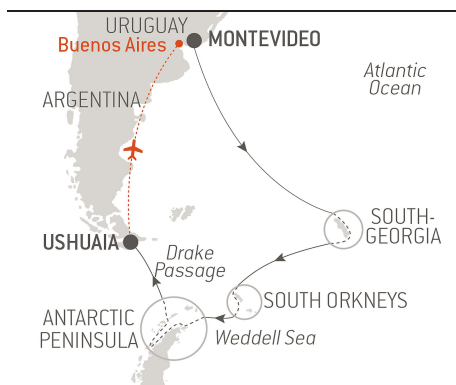 URUGUAY
Buenos Aires
MONTEVIDEO
Atlantic
Ocean
ARGENTINA
SOUTH-
GEORGIA
USHUAIA
Drake
Passage
SOUTH ORKNEYS
ANTARCTIC
PENINSULA
Weddell Sea